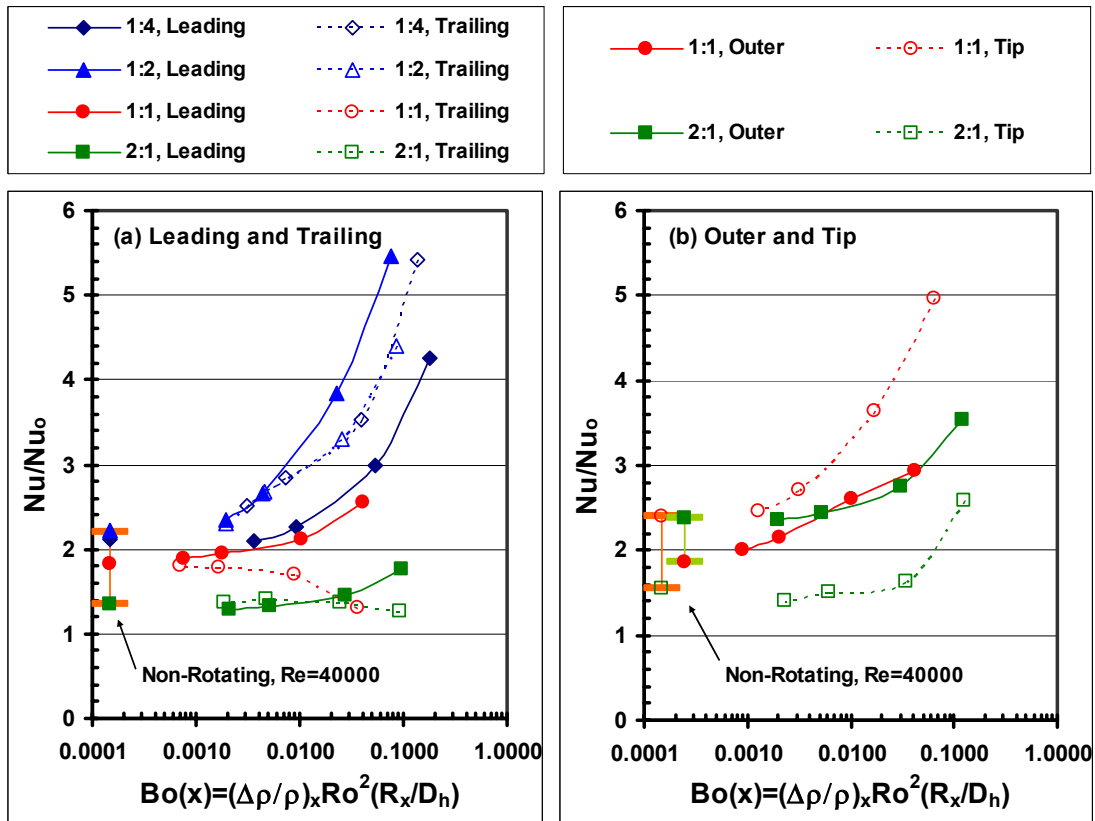 1:4, Leading 1:4, Trailing
1:2, Leading 1:2, Trailing
1:1, Leading 1:1, Trailing
2:1, Leading 2:1, Trailing
1:1, Outer 1:1, Tip
2:1, Outer 2:1, Tip
(a) Leading and Trailing
Nu/Nuₒ
6
5
4
3
2
1
0
Non-Rotating, Re=40000
0.0001 0.0010 0.0100 0.1000 1.0000
Bo(x)=(Δρ/ρ)ₓRo²(Rₓ/Dₕ)
(b) Outer and Tip
Nu/Nuₒ
6
5
4
3
2
1
0
Non-Rotating, Re=40000
0.0001 0.0010 0.0100 0.1000 1.0000
Bo(x)=(Δρ/ρ)ₓRo²(Rₓ/Dₕ)